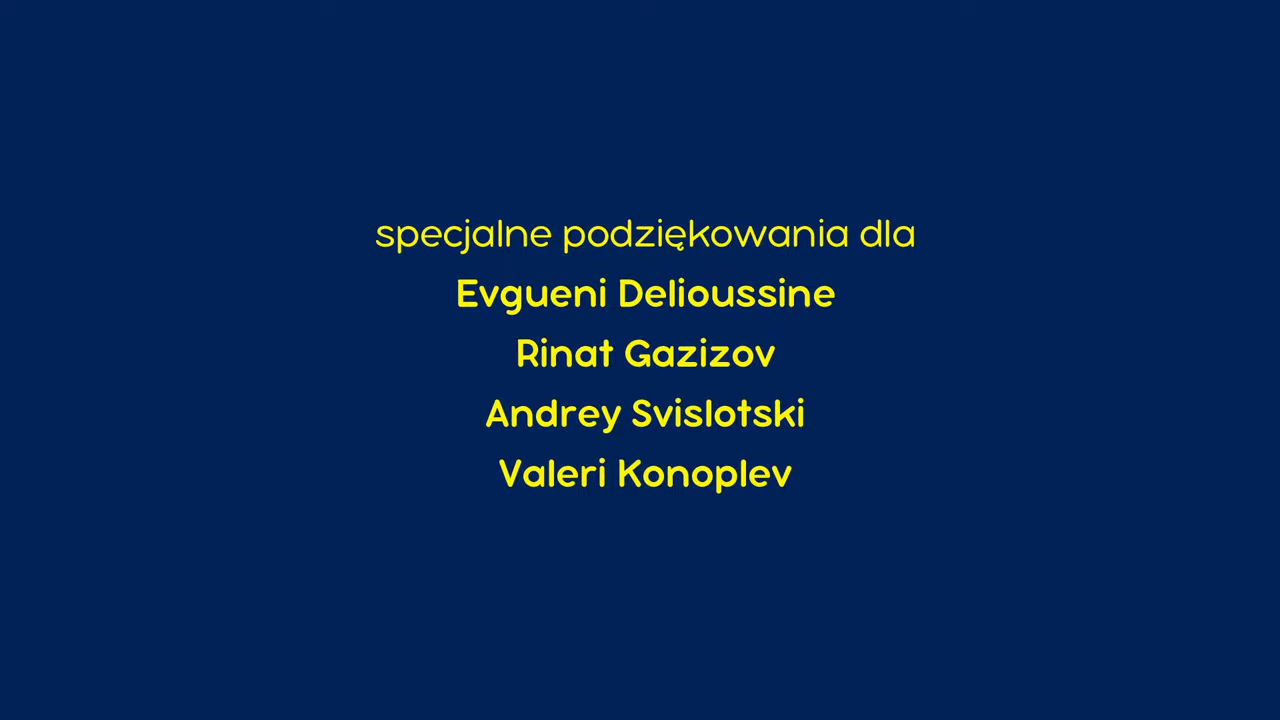 specjalne podziękowania dla
Evgueni Delioussine
Rinat Gazizov
Andrey Svislotski
Valeri Konoplev